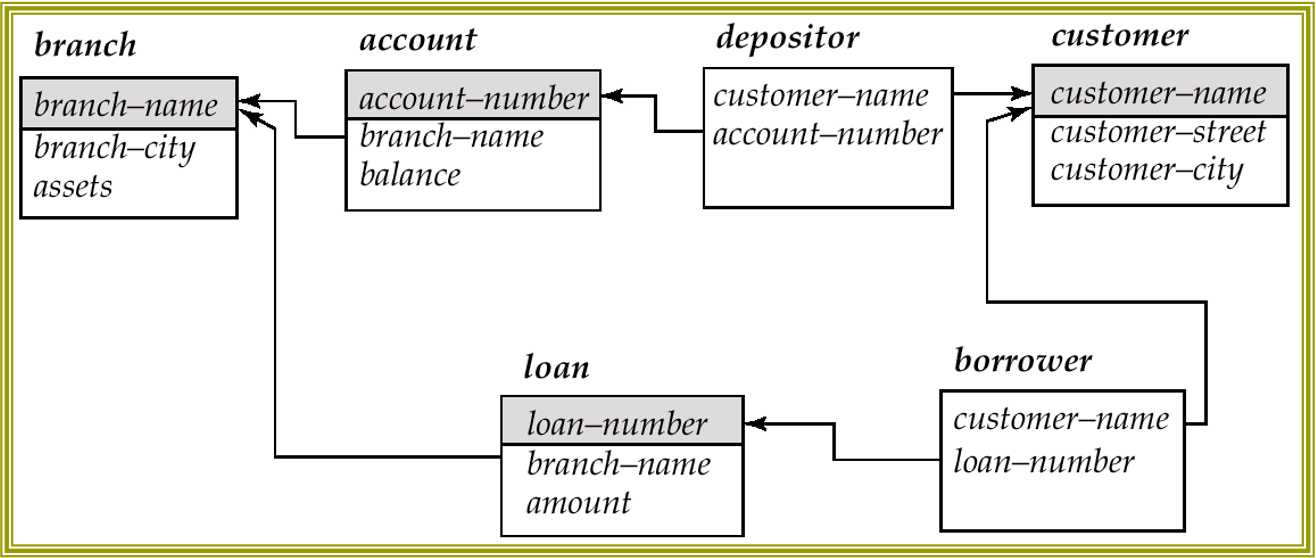 branch
branch–name
branch–city
assets
account
account–number
branch–name
balance
depositor
customer–name
account–number
customer
customer–name
customer–street
customer–city
loan
loan–number
branch–name
amount
borrower
customer–name
loan–number